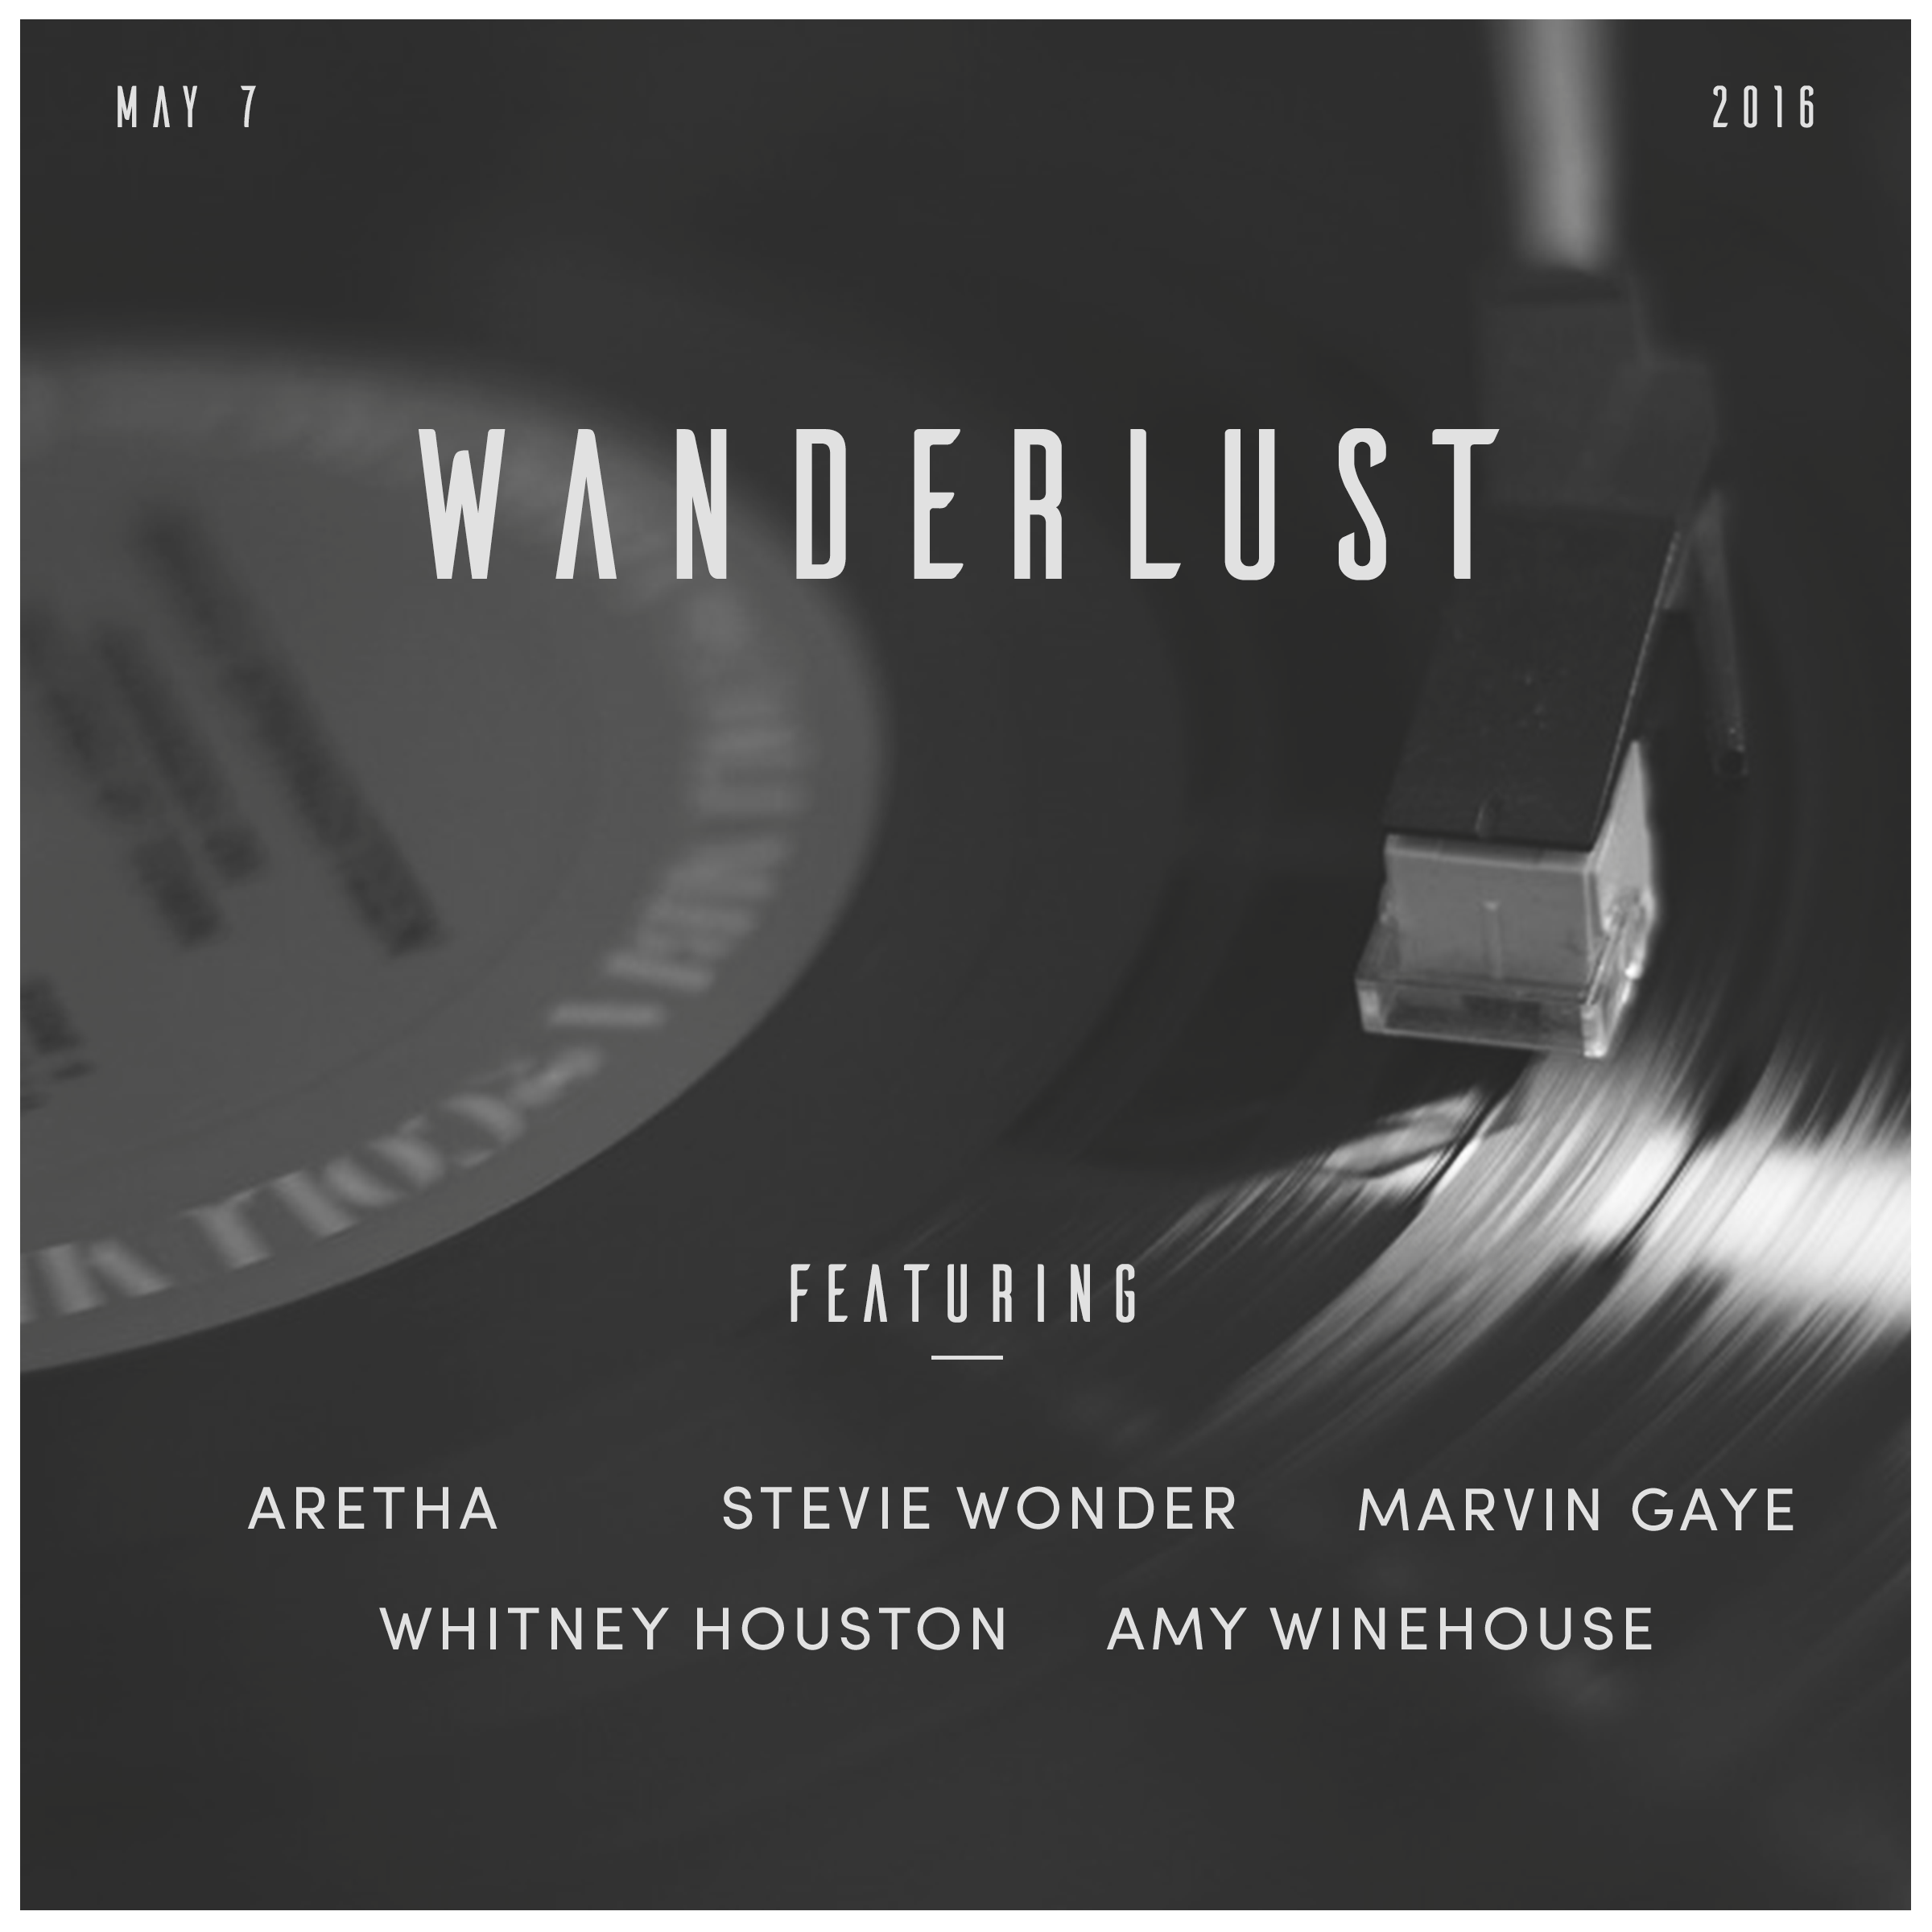 MAY 7 2016
WANDERLUST
FEATURING
ARETHA STEVIE WONDER MARVIN GAYE
WHITNEY HOUSTON AMY WINEHOUSE